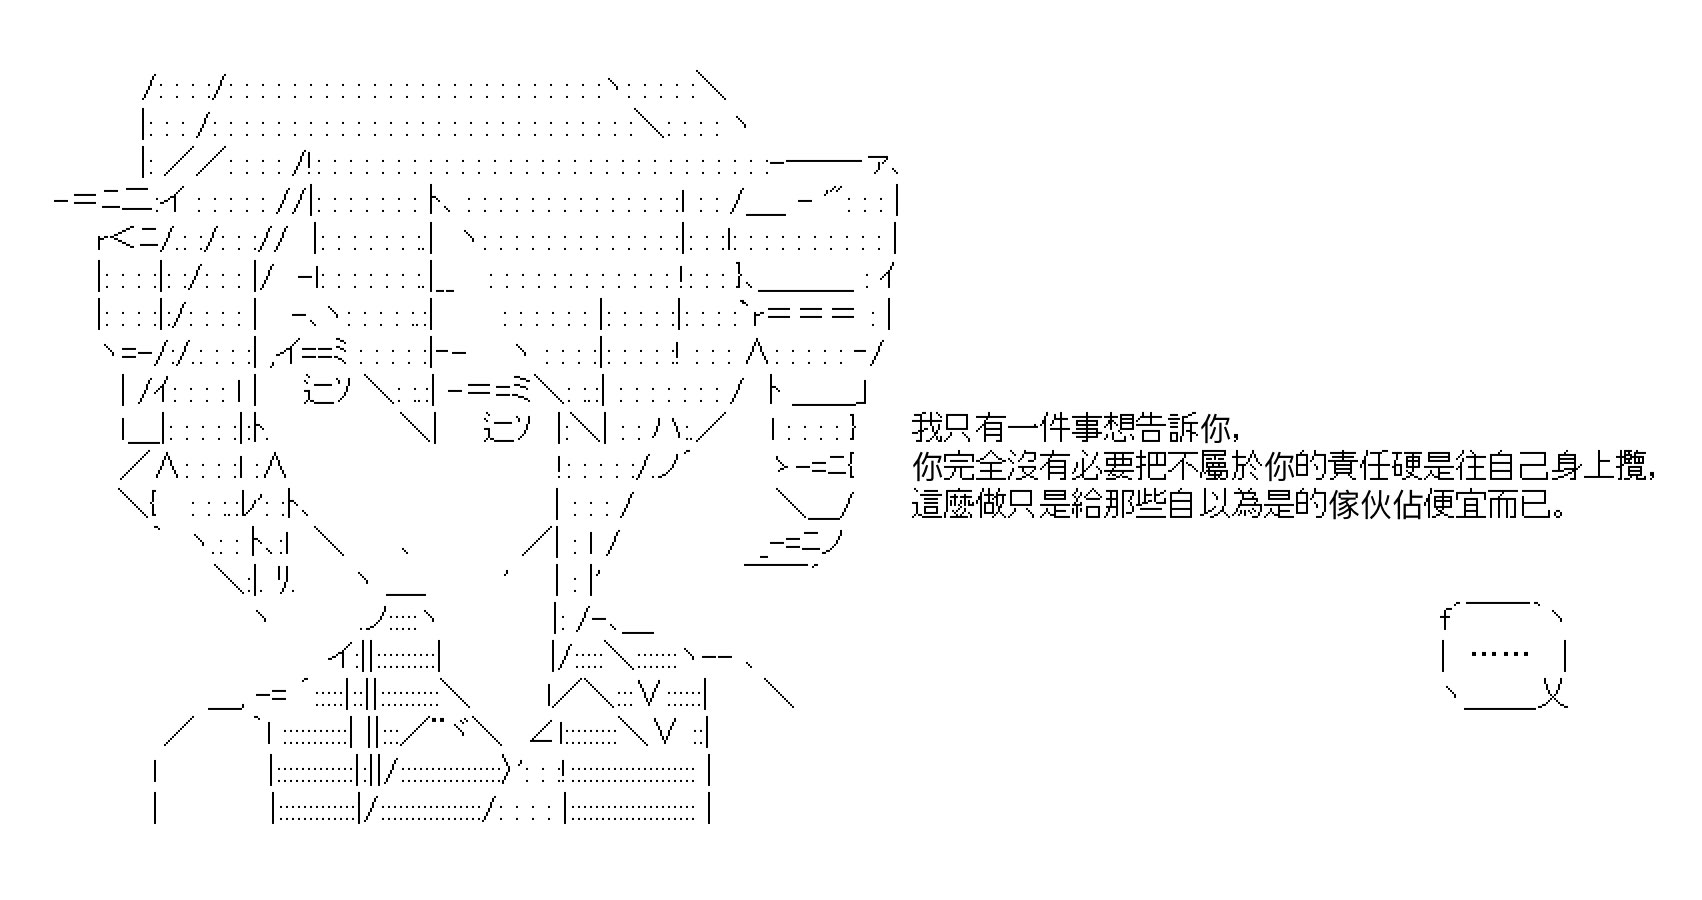 我只有一件事想告訴你,
你完全沒有必要把不屬於你的責任硬是往自己身上攬,
這麼做只是給那些自以為是的傢伙佔便宜而已。
……